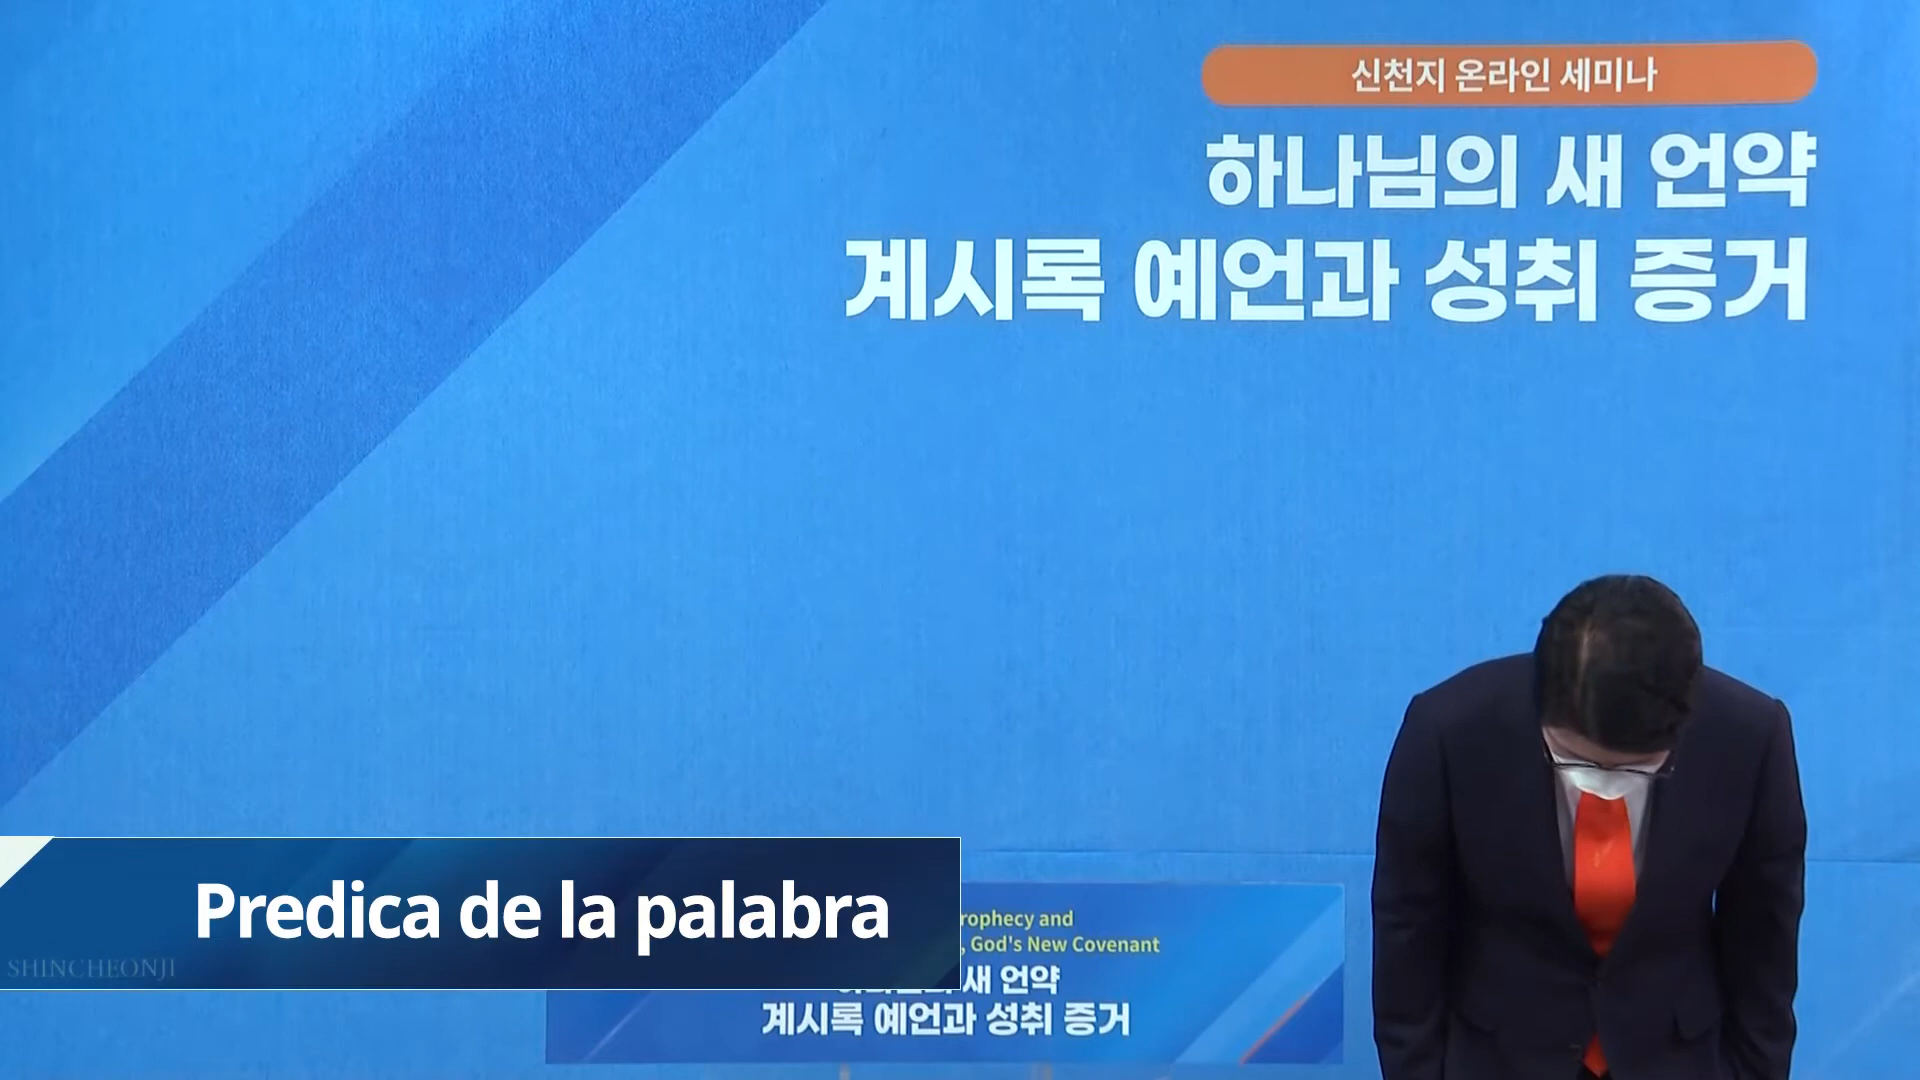 신천지 온라인 세미나
하나님의 새 언약
계시록 예언과 성취 증거
Predica de la palabra
SHINCHEONJI
rophecy and
, God's New Covenant
새 언약
계시록 예언과 성취 증거